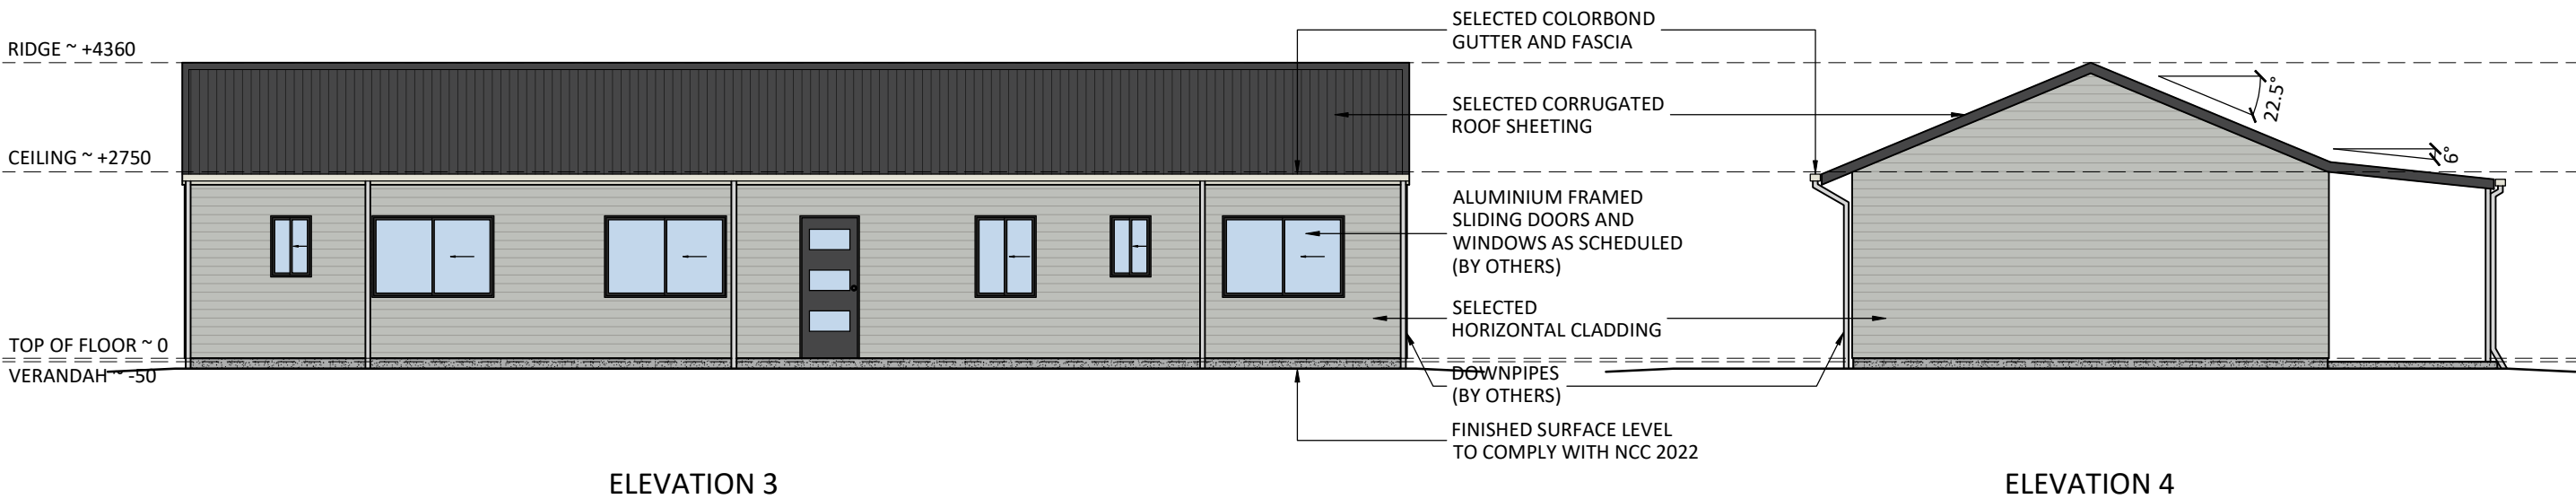 RIDGE ~ +4360
CEILING ~ +2750
TOP OF FLOOR ~ 0
VERANDAH ~ -50
SELECTED COLORBOND
GUTTER AND FASCIA
SELECTED CORRUGATED
ROOF SHEETING
ALUMINIUM FRAMED
SLIDING DOORS AND
WINDOWS AS SCHEDULED
(BY OTHERS)
SELECTED
HORIZONTAL CLADDING
DOWNPIPES
(BY OTHERS)
FINISHED SURFACE LEVEL
TO COMPLY WITH NCC 2022
22.5°
6°
ELEVATION 3
ELEVATION 4